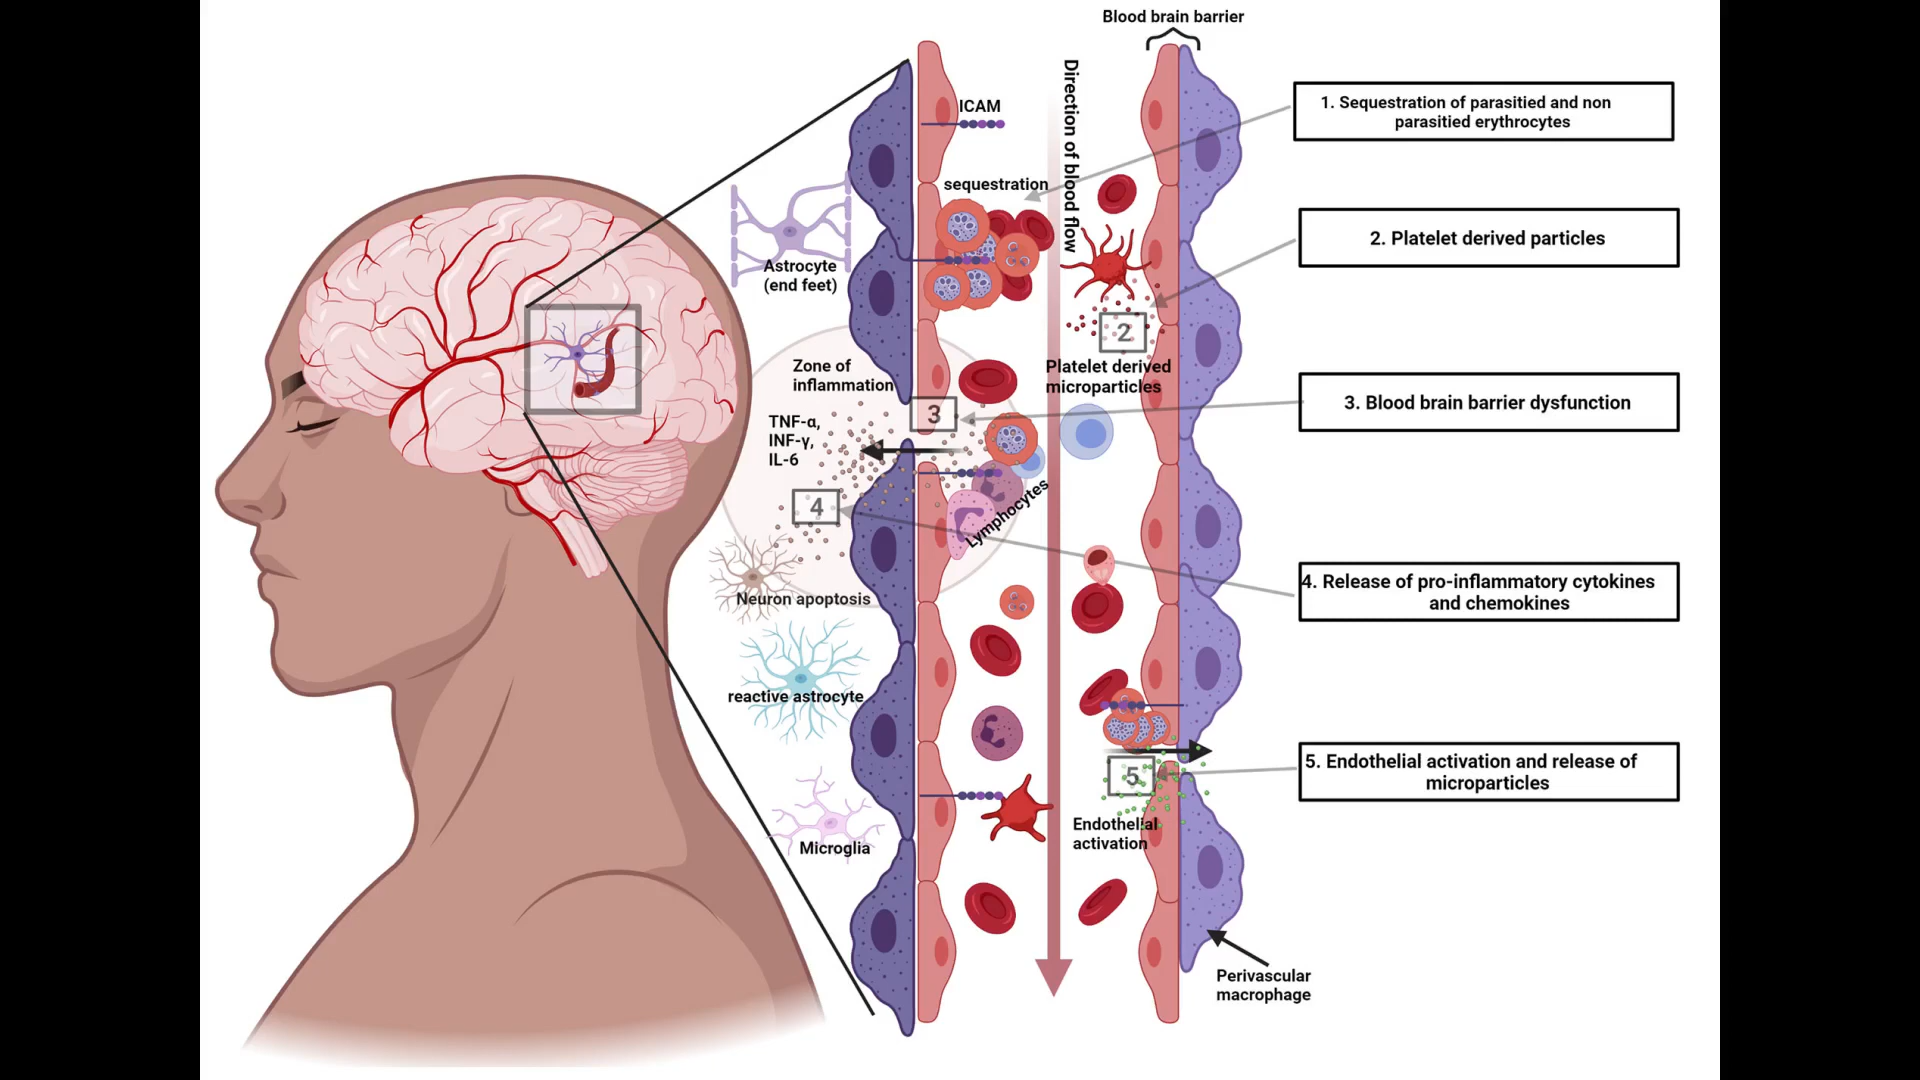 Blood brain barrier
Direction of blood flow
ICAM
sequestration
Astrocyte
(end feet)
Zone of
inflammation
TNF-α,
INF-γ,
IL-6
3
4
Lymphocytes
Neuron apoptosis
reactive astrocyte
Microglia
2
Platelet derived
microparticles
5
Endothelial
activation
Perivascular
macrophage
1. Sequestration of parasitied and non
parasitied erythrocytes
2. Platelet derived particles
3. Blood brain barrier dysfunction
4. Release of pro-inflammatory cytokines
and chemokines
5. Endothelial activation and release of
microparticles